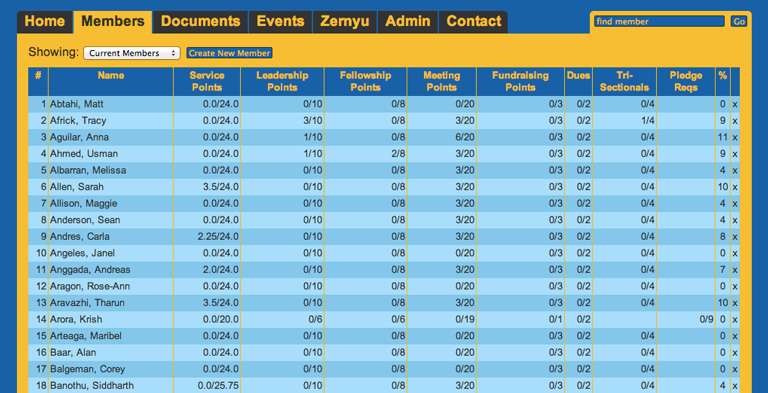 Home Members Documents Events Zernyu Admin Contact find member Go
Showing: Current Members Create New Member
# Name Service Points Leadership Points Fellowship Points Meeting Points Fundraising Points Dues Tri-Sectionals Pledge Reqs %
1 Abtahi, Matt 0.0/24.0 0/10 0/8 0/20 0/3 0/2 0/4 0 x
2 Africk, Tracy 0.0/24.0 3/10 0/8 3/20 0/3 0/2 1/4 9 x
3 Aguilar, Anna 0.0/24.0 1/10 0/8 6/20 0/3 0/2 0/4 11 x
4 Ahmed, Usman 0.0/24.0 1/10 2/8 3/20 0/3 0/2 0/4 9 x
5 Albarran, Melissa 0.0/24.0 0/10 0/8 3/20 0/3 0/2 0/4 4 x
6 Allen, Sarah 3.5/24.0 0/10 0/8 3/20 0/3 0/2 0/4 10 x
7 Allison, Maggie 0.0/24.0 0/10 0/8 3/20 0/3 0/2 0/4 4 x
8 Anderson, Sean 0.0/24.0 0/10 0/8 3/20 0/3 0/2 0/4 4 x
9 Andres, Carla 2.25/24.0 0/10 0/8 3/20 0/3 0/2 0/4 8 x
10 Angeles, Janel 0.0/24.0 0/10 0/8 0/20 0/3 0/2 0/4 0 x
11 Anggada, Andreas 2.0/24.0 0/10 0/8 3/20 0/3 0/2 0/4 7 x
12 Aragon, Rose-Ann 0.0/24.0 0/10 0/8 0/20 0/3 0/2 0/4 0 x
13 Aravazhi, Tharun 3.5/24.0 0/10 0/8 3/20 0/3 0/2 0/4 10 x
14 Arora, Krish 0.0/20.0 0/6 0/6 0/19 0/1 0/2 0/9 0 x
15 Arteaga, Maribel 0.0/24.0 0/10 0/8 0/20 0/3 0/2 0/4 0 x
16 Baar, Alan 0.0/24.0 0/10 0/8 0/20 0/3 0/2 0/4 0 x
17 Balgeman, Corey 0.0/24.0 0/10 0/8 0/20 0/3 0/2 0/4 0 x
18 Banothu, Siddharth 0.0/25.75 0/10 0/8 3/20 0/3 0/2 0/4 4 x